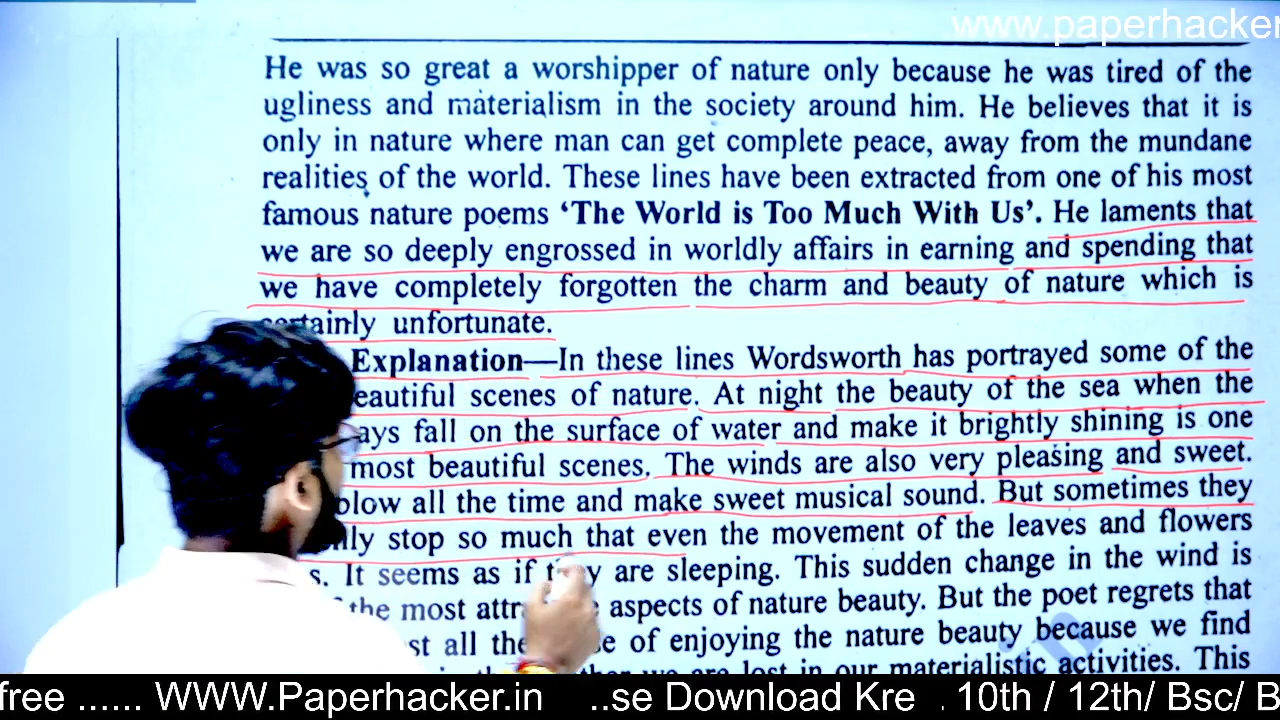 www.paperhacker
He was so great a worshipper of nature only because he was tired of the
ugliness and materialism in the society around him. He believes that it is
only in nature where man can get complete peace, away from the mundane
realities of the world. These lines have been extracted from one of his most
famous nature poems ‘The World is Too Much With Us’. He laments that
we are so deeply engrossed in worldly affairs in earning and spending that
we have completely forgotten the charm and beauty of nature which is
certainly unfortunate.
Explanation—In these lines Wordsworth has portrayed some of the
eautiful scenes of nature. At night the beauty of the sea when the
ays fall on the surface of water and make it brightly shining is one
most beautiful scenes. The winds are also very pleasing and sweet.
blow all the time and make sweet musical sound. But sometimes they
lly stop so much that even the movement of the leaves and flowers
s. It seems as if they are sleeping. This sudden change in the wind is
the most aspects of nature beauty. But the poet regrets that
st all the of enjoying the nature beauty because we find
we are lost in our materialistic activities. This
free ...... WWW.Paperhacker.in ..se Download Kre . 10th / 12th/ Bsc/ B